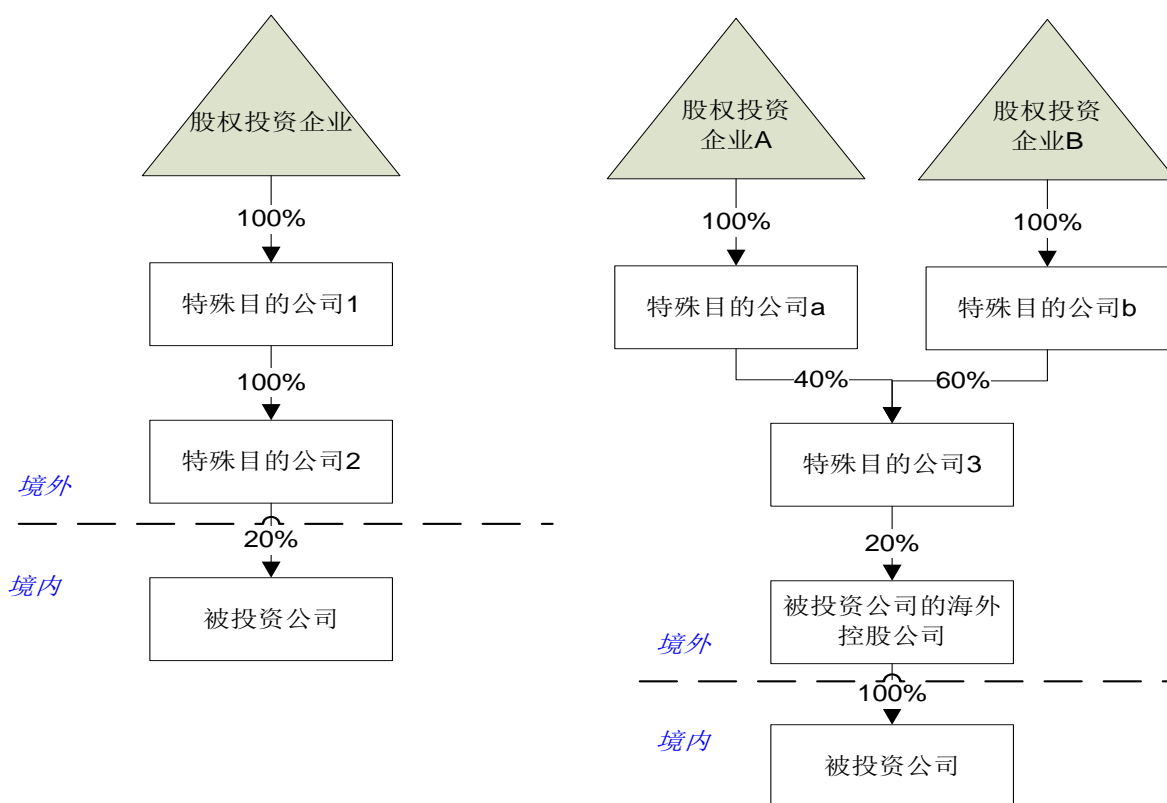 股权投资企业
100%
特殊目的公司1
100%
特殊目的公司2
境外
20%
境内
被投资公司
股权投资
企业A
股权投资
企业B
100%
100%
特殊目的公司a
特殊目的公司b
40%
60%
特殊目的公司3
20%
被投资公司的海外
控股公司
境外
100%
境内
被投资公司